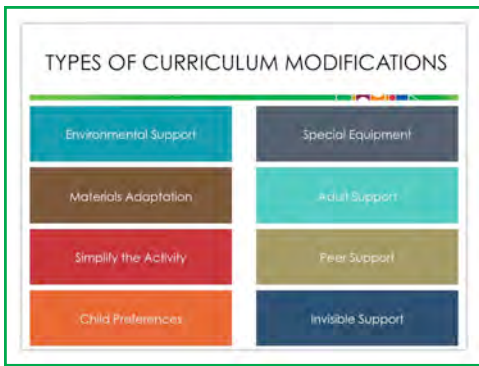 TYPES OF CURRICULUM MODIFICATIONS
Environmental Support
Special Equipment
Materials Adaptation
Adult Support
Simplify the Activity
Peer Support
Child Preferences
Invisible Support